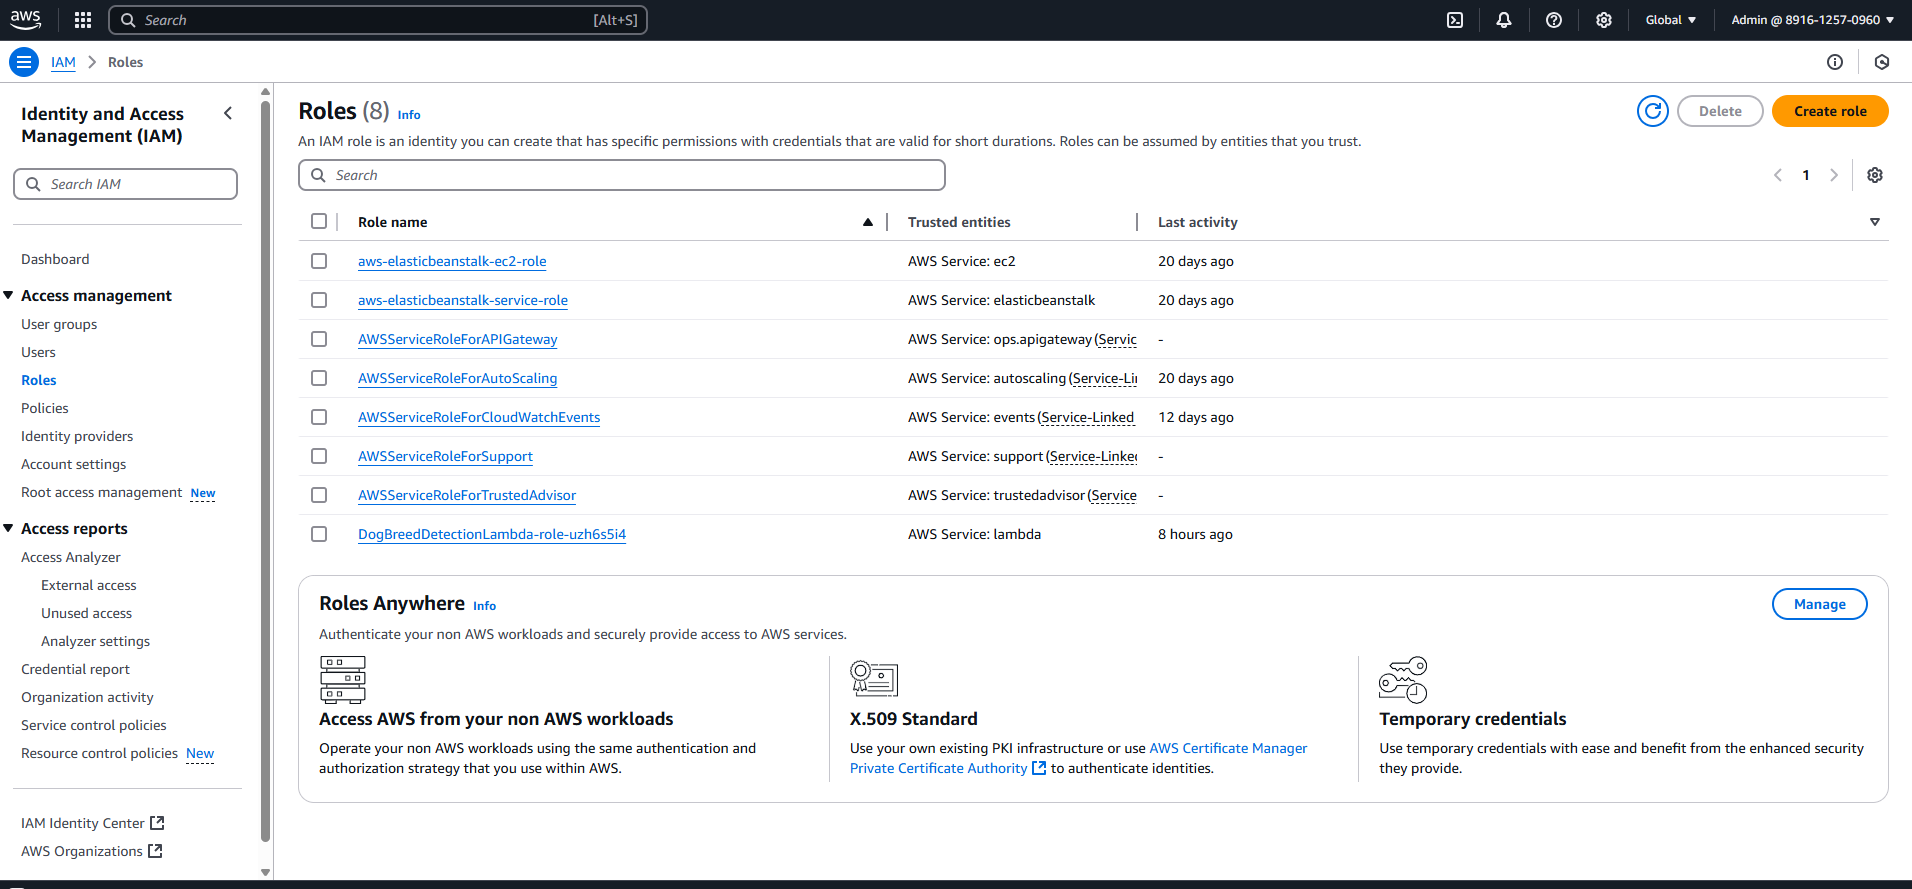 aws
Search [Alt+S]
Global
Admin @ 8916-1257-0960
IAM > Roles
Identity and Access
Management (IAM)
Search IAM
Dashboard
Access management
User groups
Users
Roles
Policies
Identity providers
Account settings
Root access management New
Access reports
Access Analyzer
External access
Unused access
Analyzer settings
Credential report
Organization activity
Service control policies
Resource control policies New
IAM Identity Center
AWS Organizations
Roles (8) Info
Delete
Create role
An IAM role is an identity you can create that has specific permissions with credentials that are valid for short durations. Roles can be assumed by entities that you trust.
Search
1
Role name Trusted entities Last activity
aws-elasticbeanstalk-ec2-role AWS Service: ec2 20 days ago
aws-elasticbeanstalk-service-role AWS Service: elasticbeanstalk 20 days ago
AWSServiceRoleForAPIGateway AWS Service: ops.apigateway (Servic -
AWSServiceRoleForAutoScaling AWS Service: autoscaling (Service-Li 20 days ago
AWSServiceRoleForCloudWatchEvents AWS Service: events (Service-Linked 12 days ago
AWSServiceRoleForSupport AWS Service: support (Service-Linke -
AWSServiceRoleForTrustedAdvisor AWS Service: trustedadvisor (Service -
DogBreedDetectionLambda-role-uzh6s5i4 AWS Service: lambda 8 hours ago
Roles Anywhere Info
Manage
Authenticate your non AWS workloads and securely provide access to AWS services.
Access AWS from your non AWS workloads
Operate your non AWS workloads using the same authentication and
authorization strategy that you use within AWS.
X.509 Standard
Use your own existing PKI infrastructure or use AWS Certificate Manager
Private Certificate Authority to authenticate identities.
Temporary credentials
Use temporary credentials with ease and benefit from the enhanced security
they provide.